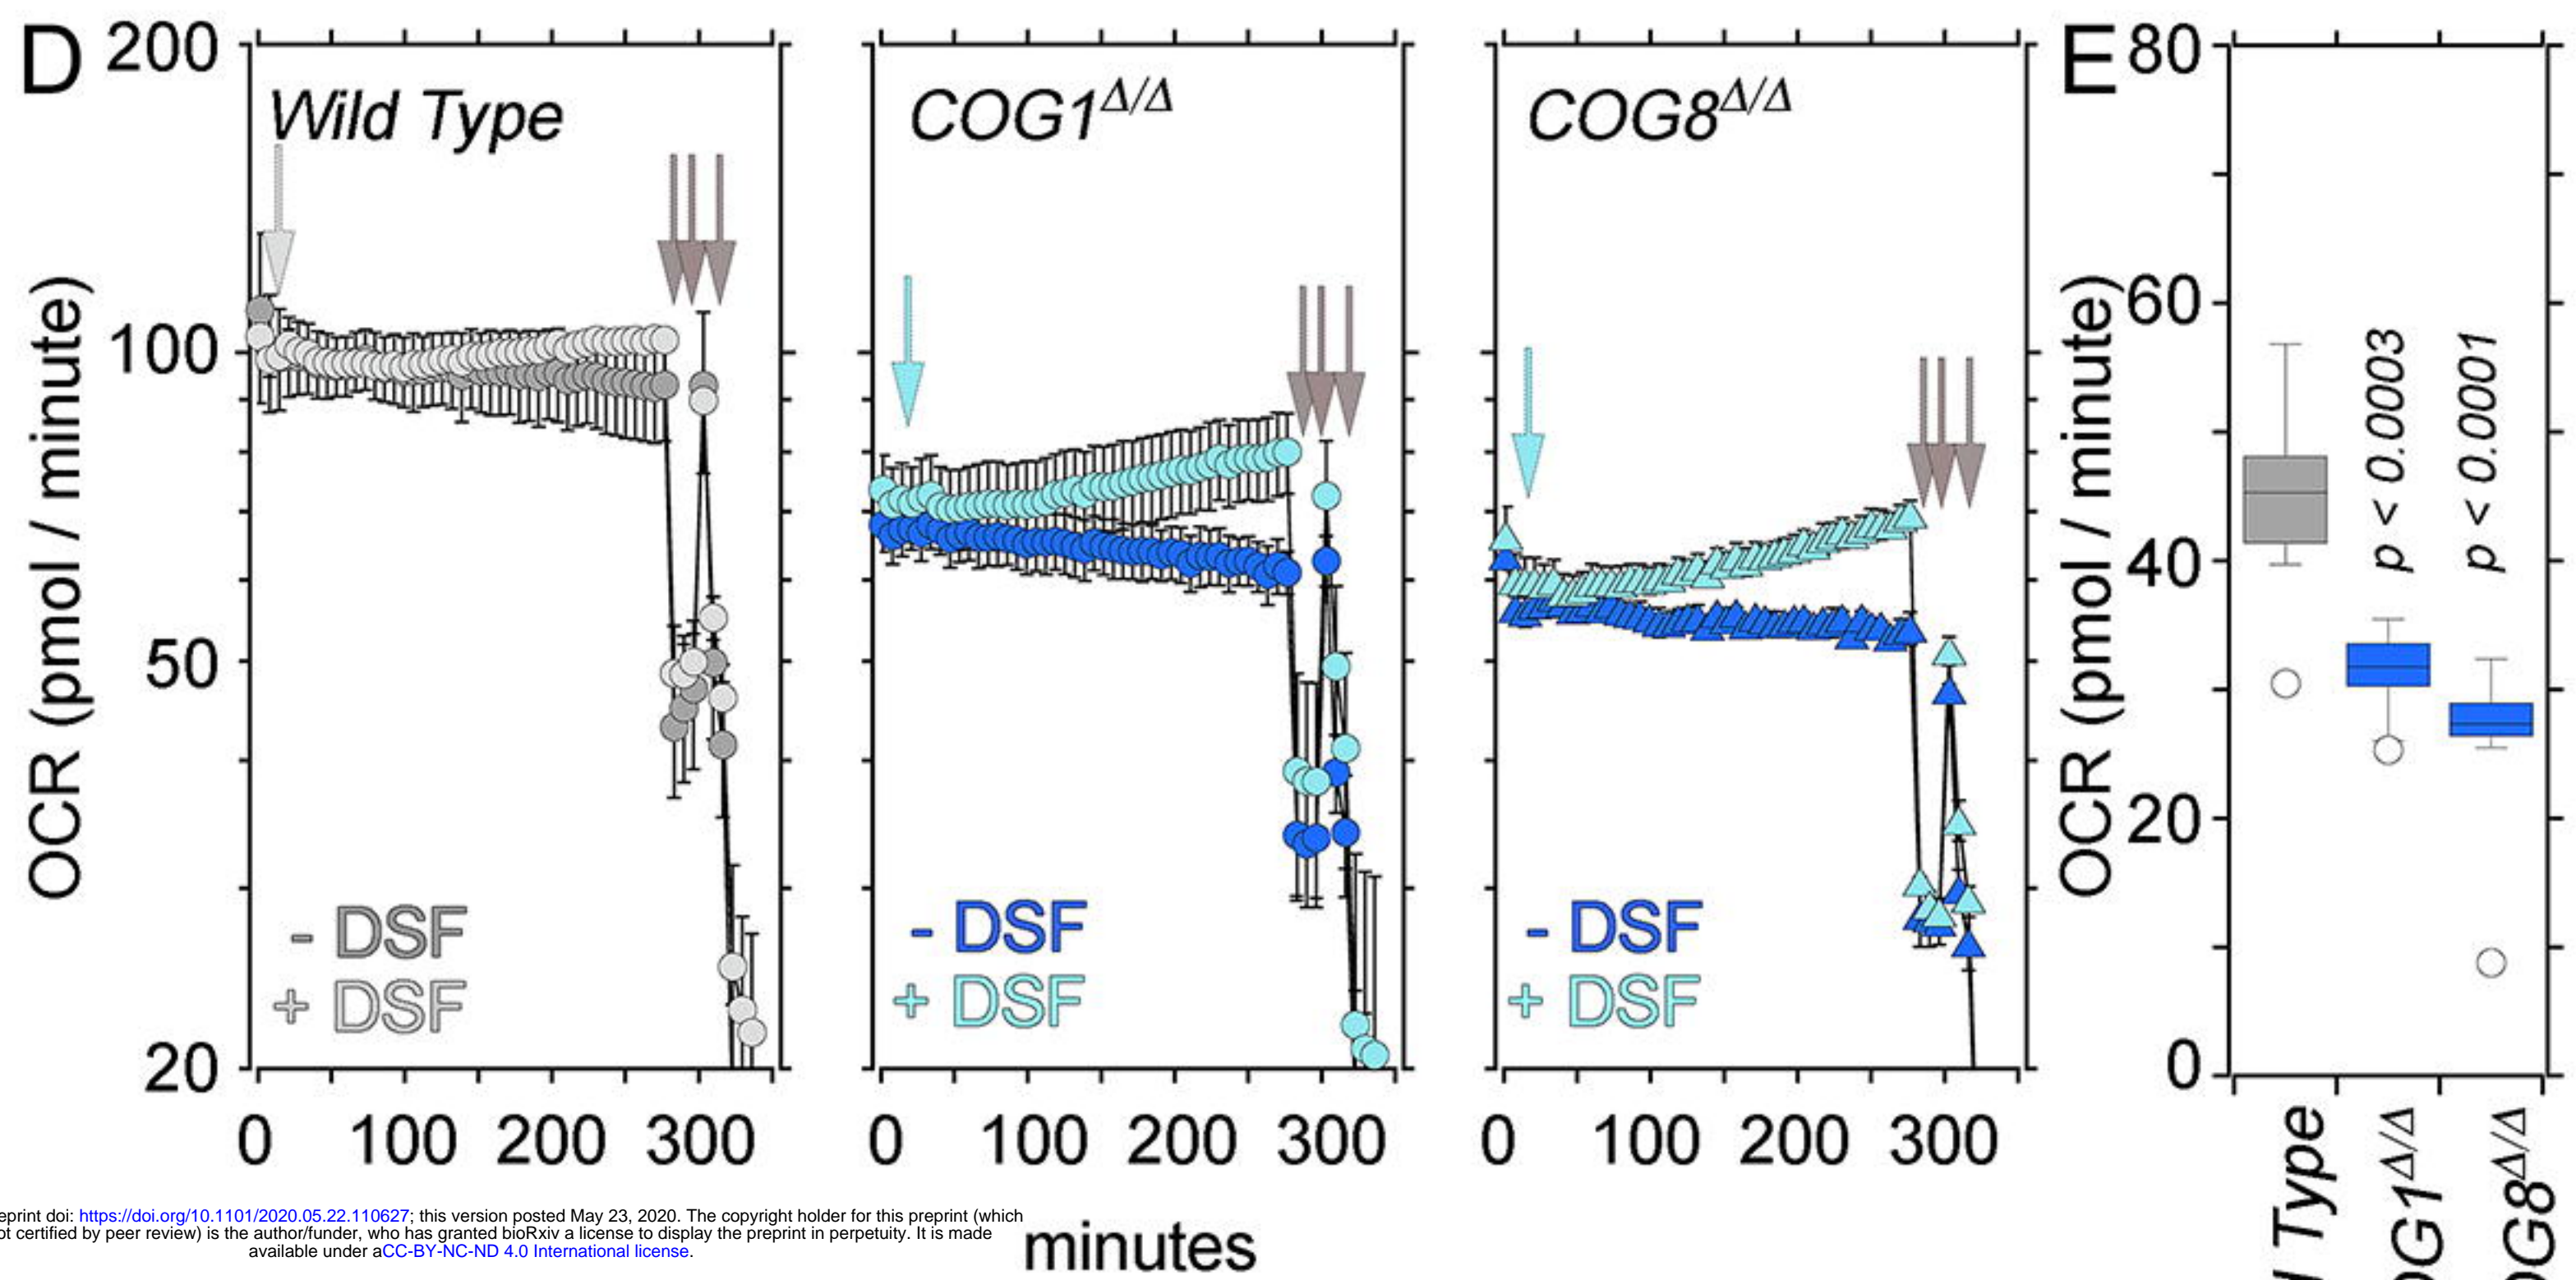 D
200
100
50
20
OCR (pmol / minute)
Wild Type
- DSF
+ DSF
0 100 200 300
COG1Δ/Δ
- DSF
+ DSF
0 100 200 300
COG8Δ/Δ
- DSF
+ DSF
0 100 200 300
minutes
E
80
60
40
20
0
OCR (pmol / minute)
p < 0.0003
p < 0.0001
d Type
OG1Δ/Δ
OG8Δ/Δ
eprint doi: https://doi.org/10.1101/2020.05.22.110627; this version posted May 23, 2020. The copyright holder for this preprint (which
ot certified by peer review) is the author/funder, who has granted bioRxiv a license to display the preprint in perpetuity. It is made
available under aCC-BY-NC-ND 4.0 International license.